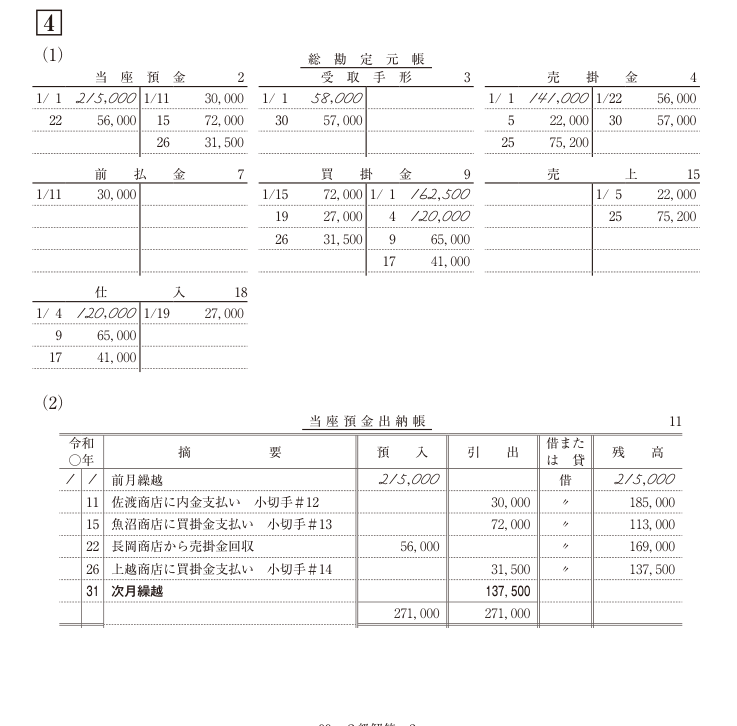 4
(1)
総勘定元帳
当座預金 2 受取手形 3 売掛金 4
1/ 1 215,000 1/11 30,000 1/ 1 58,000 1/ 1 141,000 1/22 56,000
22 56,000 15 72,000 30 57,000 5 22,000 30 57,000
26 31,500 25 75,200
前払金 7 買掛金 9 売上 15
1/11 30,000 1/15 72,000 1/ 1 162,500 1/ 5 22,000
19 27,000 4 120,000 25 75,200
26 31,500 9 65,000
17 41,000
仕入 18
1/ 4 120,000 1/19 27,000
9 65,000
17 41,000
(2)
当座預金出納帳 11
令和〇年 摘要 預入 引出 借または貸 残高
1 1 前月繰越 215,000 借 215,000
11 佐渡商店に内金支払い 小切手#12 30,000 〃 185,000
15 魚沼商店に買掛金支払い 小切手#13 72,000 〃 113,000
22 長岡商店から売掛金回収 56,000 〃 169,000
26 上越商店に買掛金支払い 小切手#14 31,500 〃 137,500
31 次月繰越 137,500
271,000 271,000